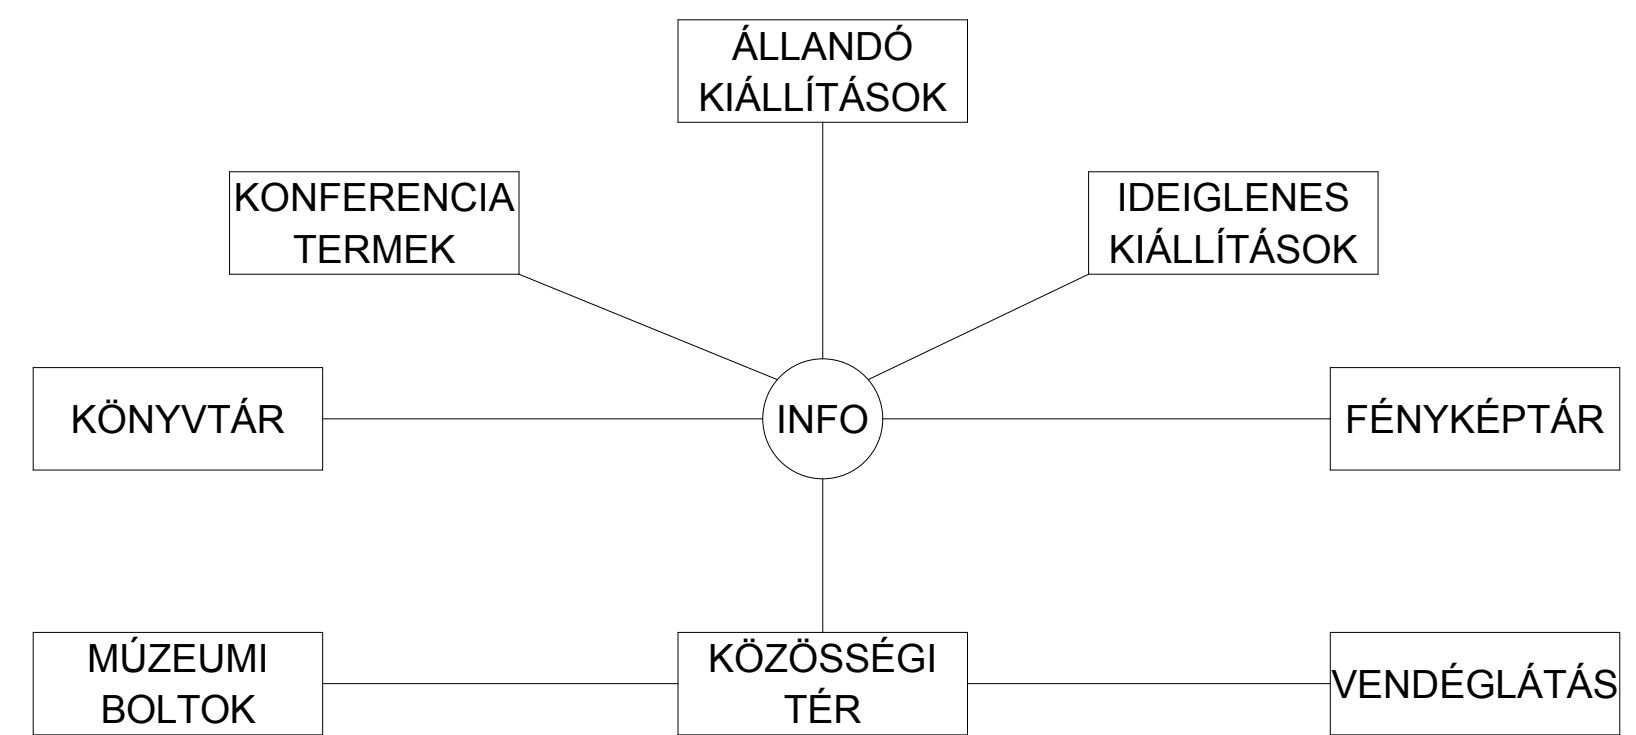 ÁLLANDÓ
KIÁLLÍTÁSOK
KONFERENCIA
TERMEK
IDEIGLENES
KIÁLLÍTÁSOK
KÖNYVTÁR
INFO
FÉNYKÉPTÁR
MÚZEUMI
BOLTOK
KÖZÖSSÉGI
TÉR
VENDÉGLÁTÁS